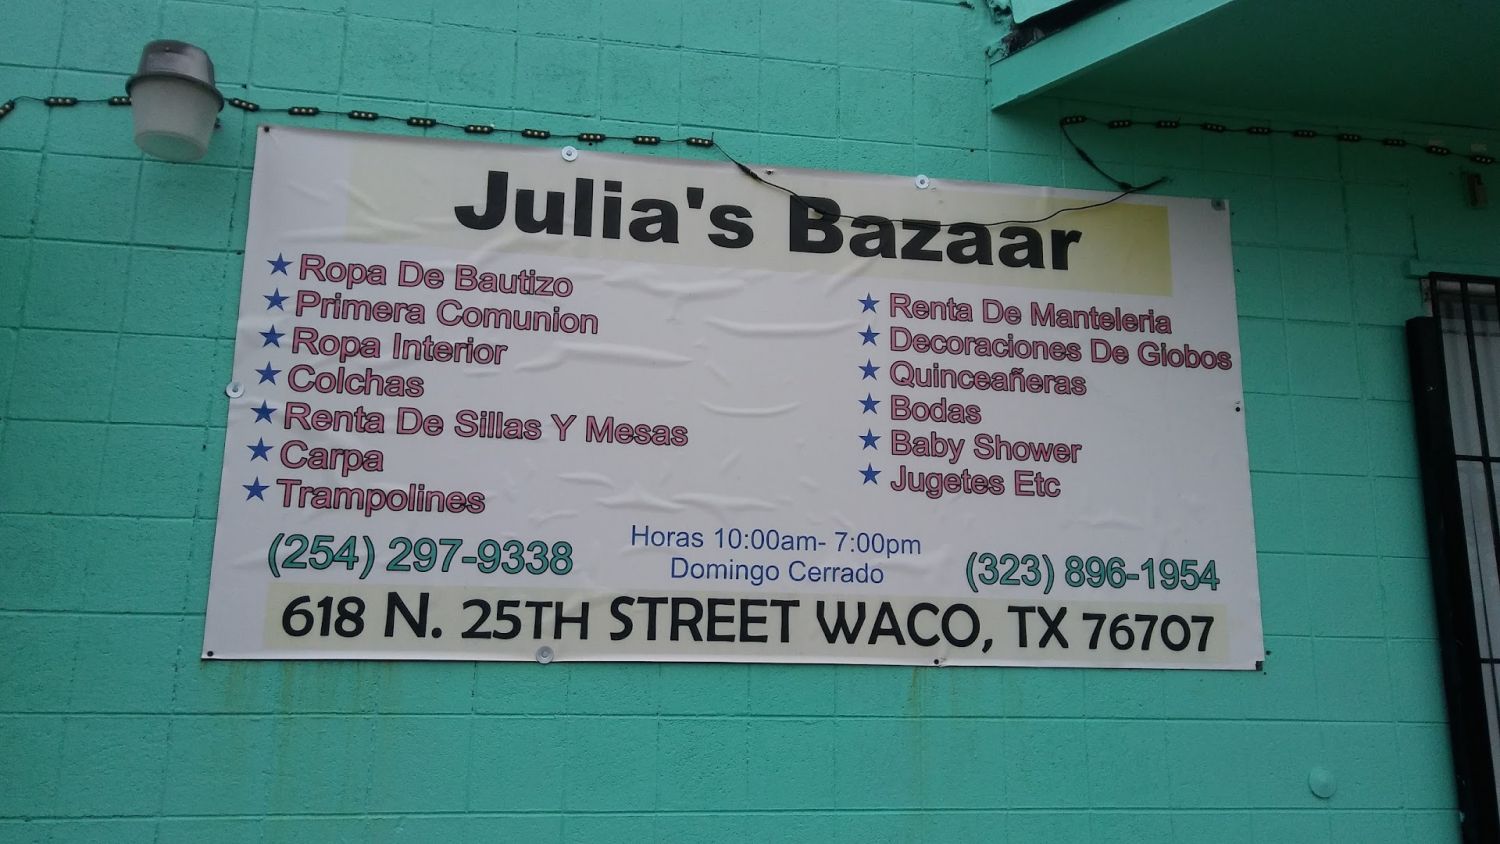 Julia's Bazaar
Ropa De Bautizo
Primera Comunion
Ropa Interior
Colchas
Renta De Sillas Y Mesas
Carpa
Trampolines
Renta De Manteleria
Decoraciones De Globos
Quinceañeras
Bodas
Baby Shower
Jugetes Etc
(254) 297-9338
Horas 10:00am- 7:00pm
Domingo Cerrado
(323) 896-1954
618 N. 25TH STREET WACO, TX 76707